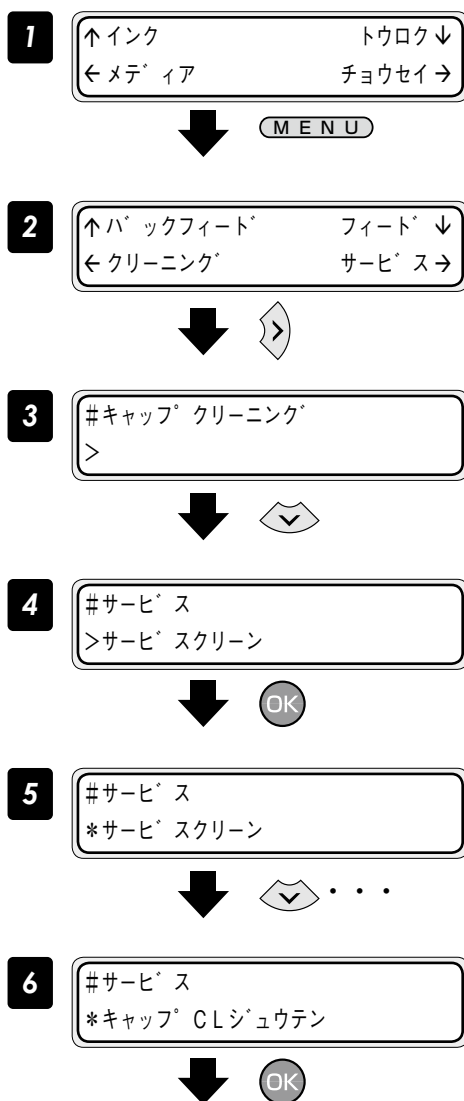 1
↑インク トウロク↓
←メディア チョウセイ→
MENU
2
↑バックフィード フィード↓
←クリーニング サービス→
3
#キャップ クリーニング
>
4
#サービス
>サービスクリーン
OK
5
#サービス
*サービスクリーン
・・・
6
#サービス
*キャップ CLジュウテン
OK